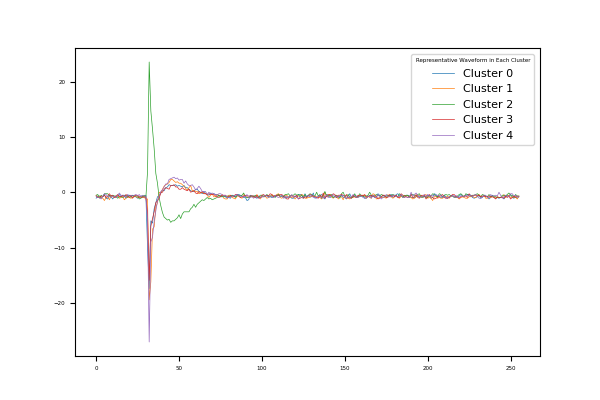 Representative Waveform in Each Cluster
Cluster 0
Cluster 1
Cluster 2
Cluster 3
Cluster 4
20
10
0
−10
−20
0
50
100
150
200
250